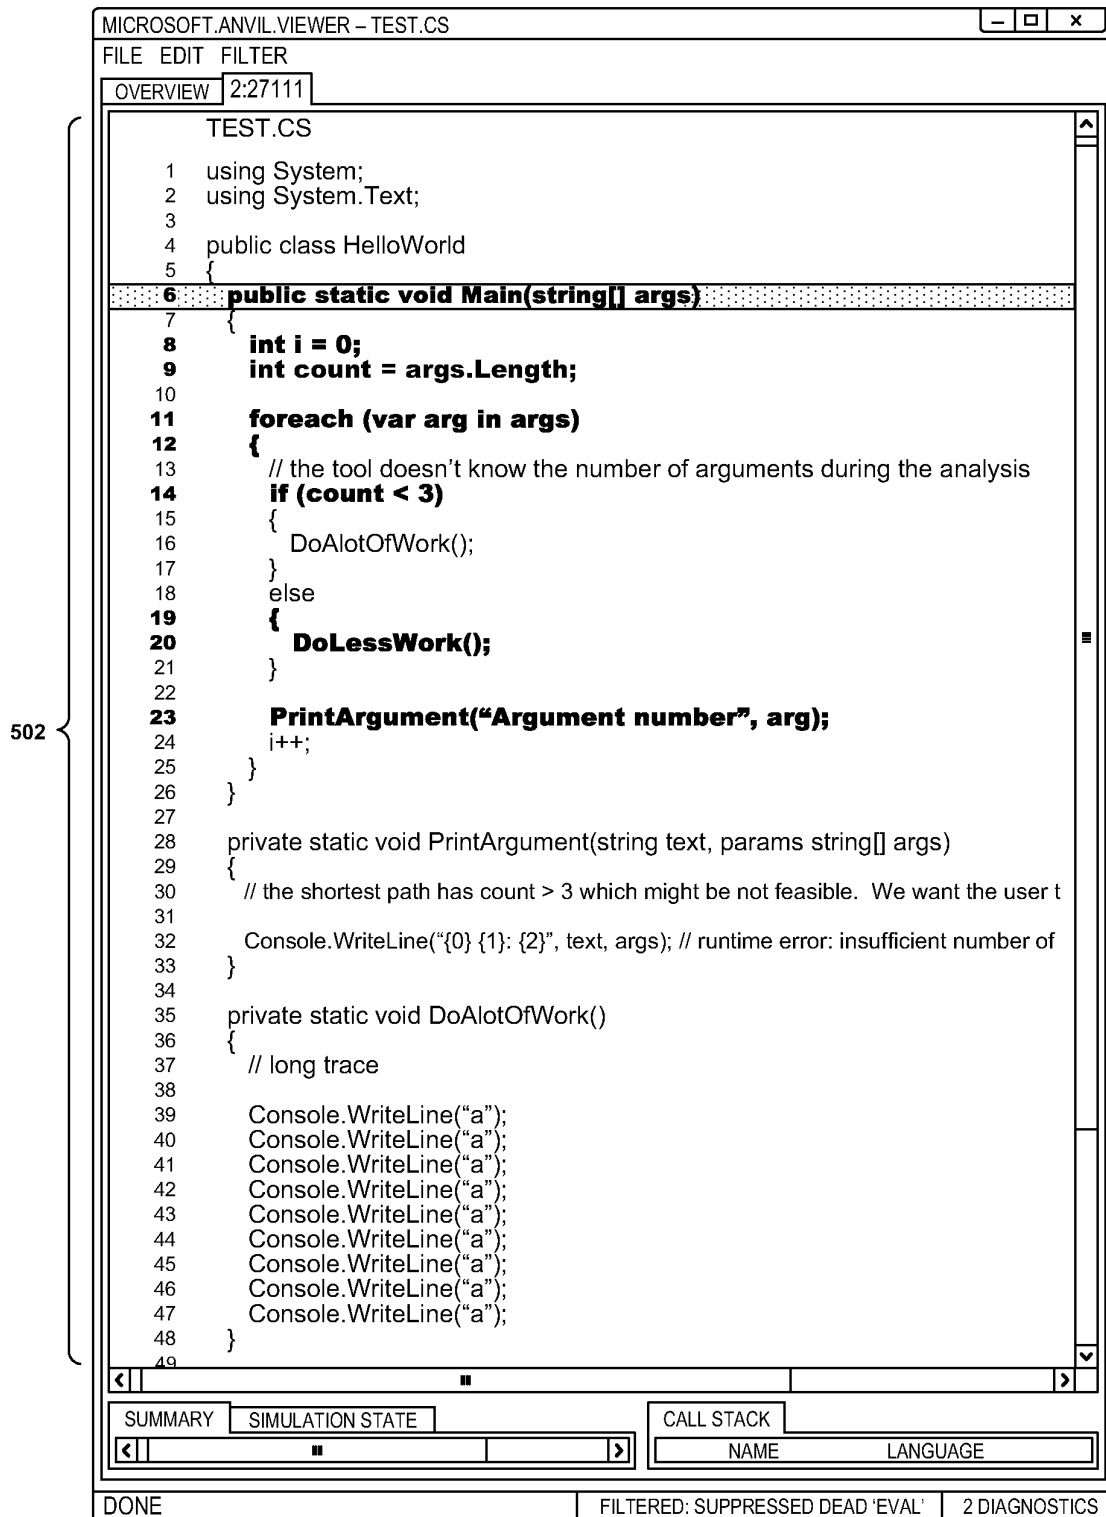 MICROSOFT.ANVIL.VIEWER – TEST.CS
FILE EDIT FILTER
OVERVIEW 2:27111
TEST.CS
1 using System;
2 using System.Text;
3
4 public class HelloWorld
5 {
6 public static void Main(string[] args)
7 {
8 int i = 0;
9 int count = args.Length;
10
11 foreach (var arg in args)
12 {
13 // the tool doesn't know the number of arguments during the analysis
14 if (count < 3)
15 {
16 DoAlotOfWork();
17 }
18 else
19 {
20 DoLessWork();
21 }
22
23 PrintArgument(“Argument number”, arg);
24 i++;
25 }
26 }
27
28 private static void PrintArgument(string text, params string[] args)
29 {
30 // the shortest path has count > 3 which might be not feasible. We want the user t
31
32 Console.WriteLine(“{0} {1}: {2}”, text, args); // runtime error: insufficient number of
33 }
34
35 private static void DoAlotOfWork()
36 {
37 // long trace
38
39 Console.WriteLine(“a”);
40 Console.WriteLine(“a”);
41 Console.WriteLine(“a”);
42 Console.WriteLine(“a”);
43 Console.WriteLine(“a”);
44 Console.WriteLine(“a”);
45 Console.WriteLine(“a”);
46 Console.WriteLine(“a”);
47 Console.WriteLine(“a”);
48 }
49
502
SUMMARY SIMULATION STATE CALL STACK
NAME LANGUAGE
DONE FILTERED: SUPPRESSED DEAD ‘EVAL’ 2 DIAGNOSTICS